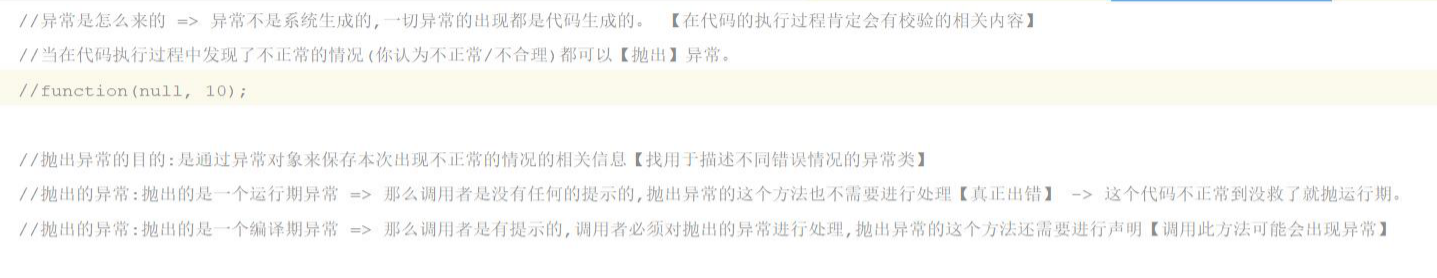 //异常是怎么来的 => 异常不是系统生成的,一切异常的出现都是代码生成的。 【在代码的执行过程肯定会有校验的相关内容】
//当在代码执行过程中发现了不正常的情况(你认为不正常/不合理)都可以【抛出】异常。
//function(null, 10);
//抛出异常的目的:是通过异常对象来保存本次出现不正常的情况的相关信息【找用于描述不同错误情况的异常类】
//抛出的异常:抛出的是一个运行期异常 => 那么调用者是没有任何的提示的,抛出异常的这个方法也不需要进行处理【真正出错】 -> 这个代码不正常到没救了就抛运行期。
//抛出的异常:抛出的是一个编译期异常 => 那么调用者是有提示的,调用者必须对抛出的异常进行处理,抛出异常的这个方法还需要进行声明【调用此方法可能会出现异常】